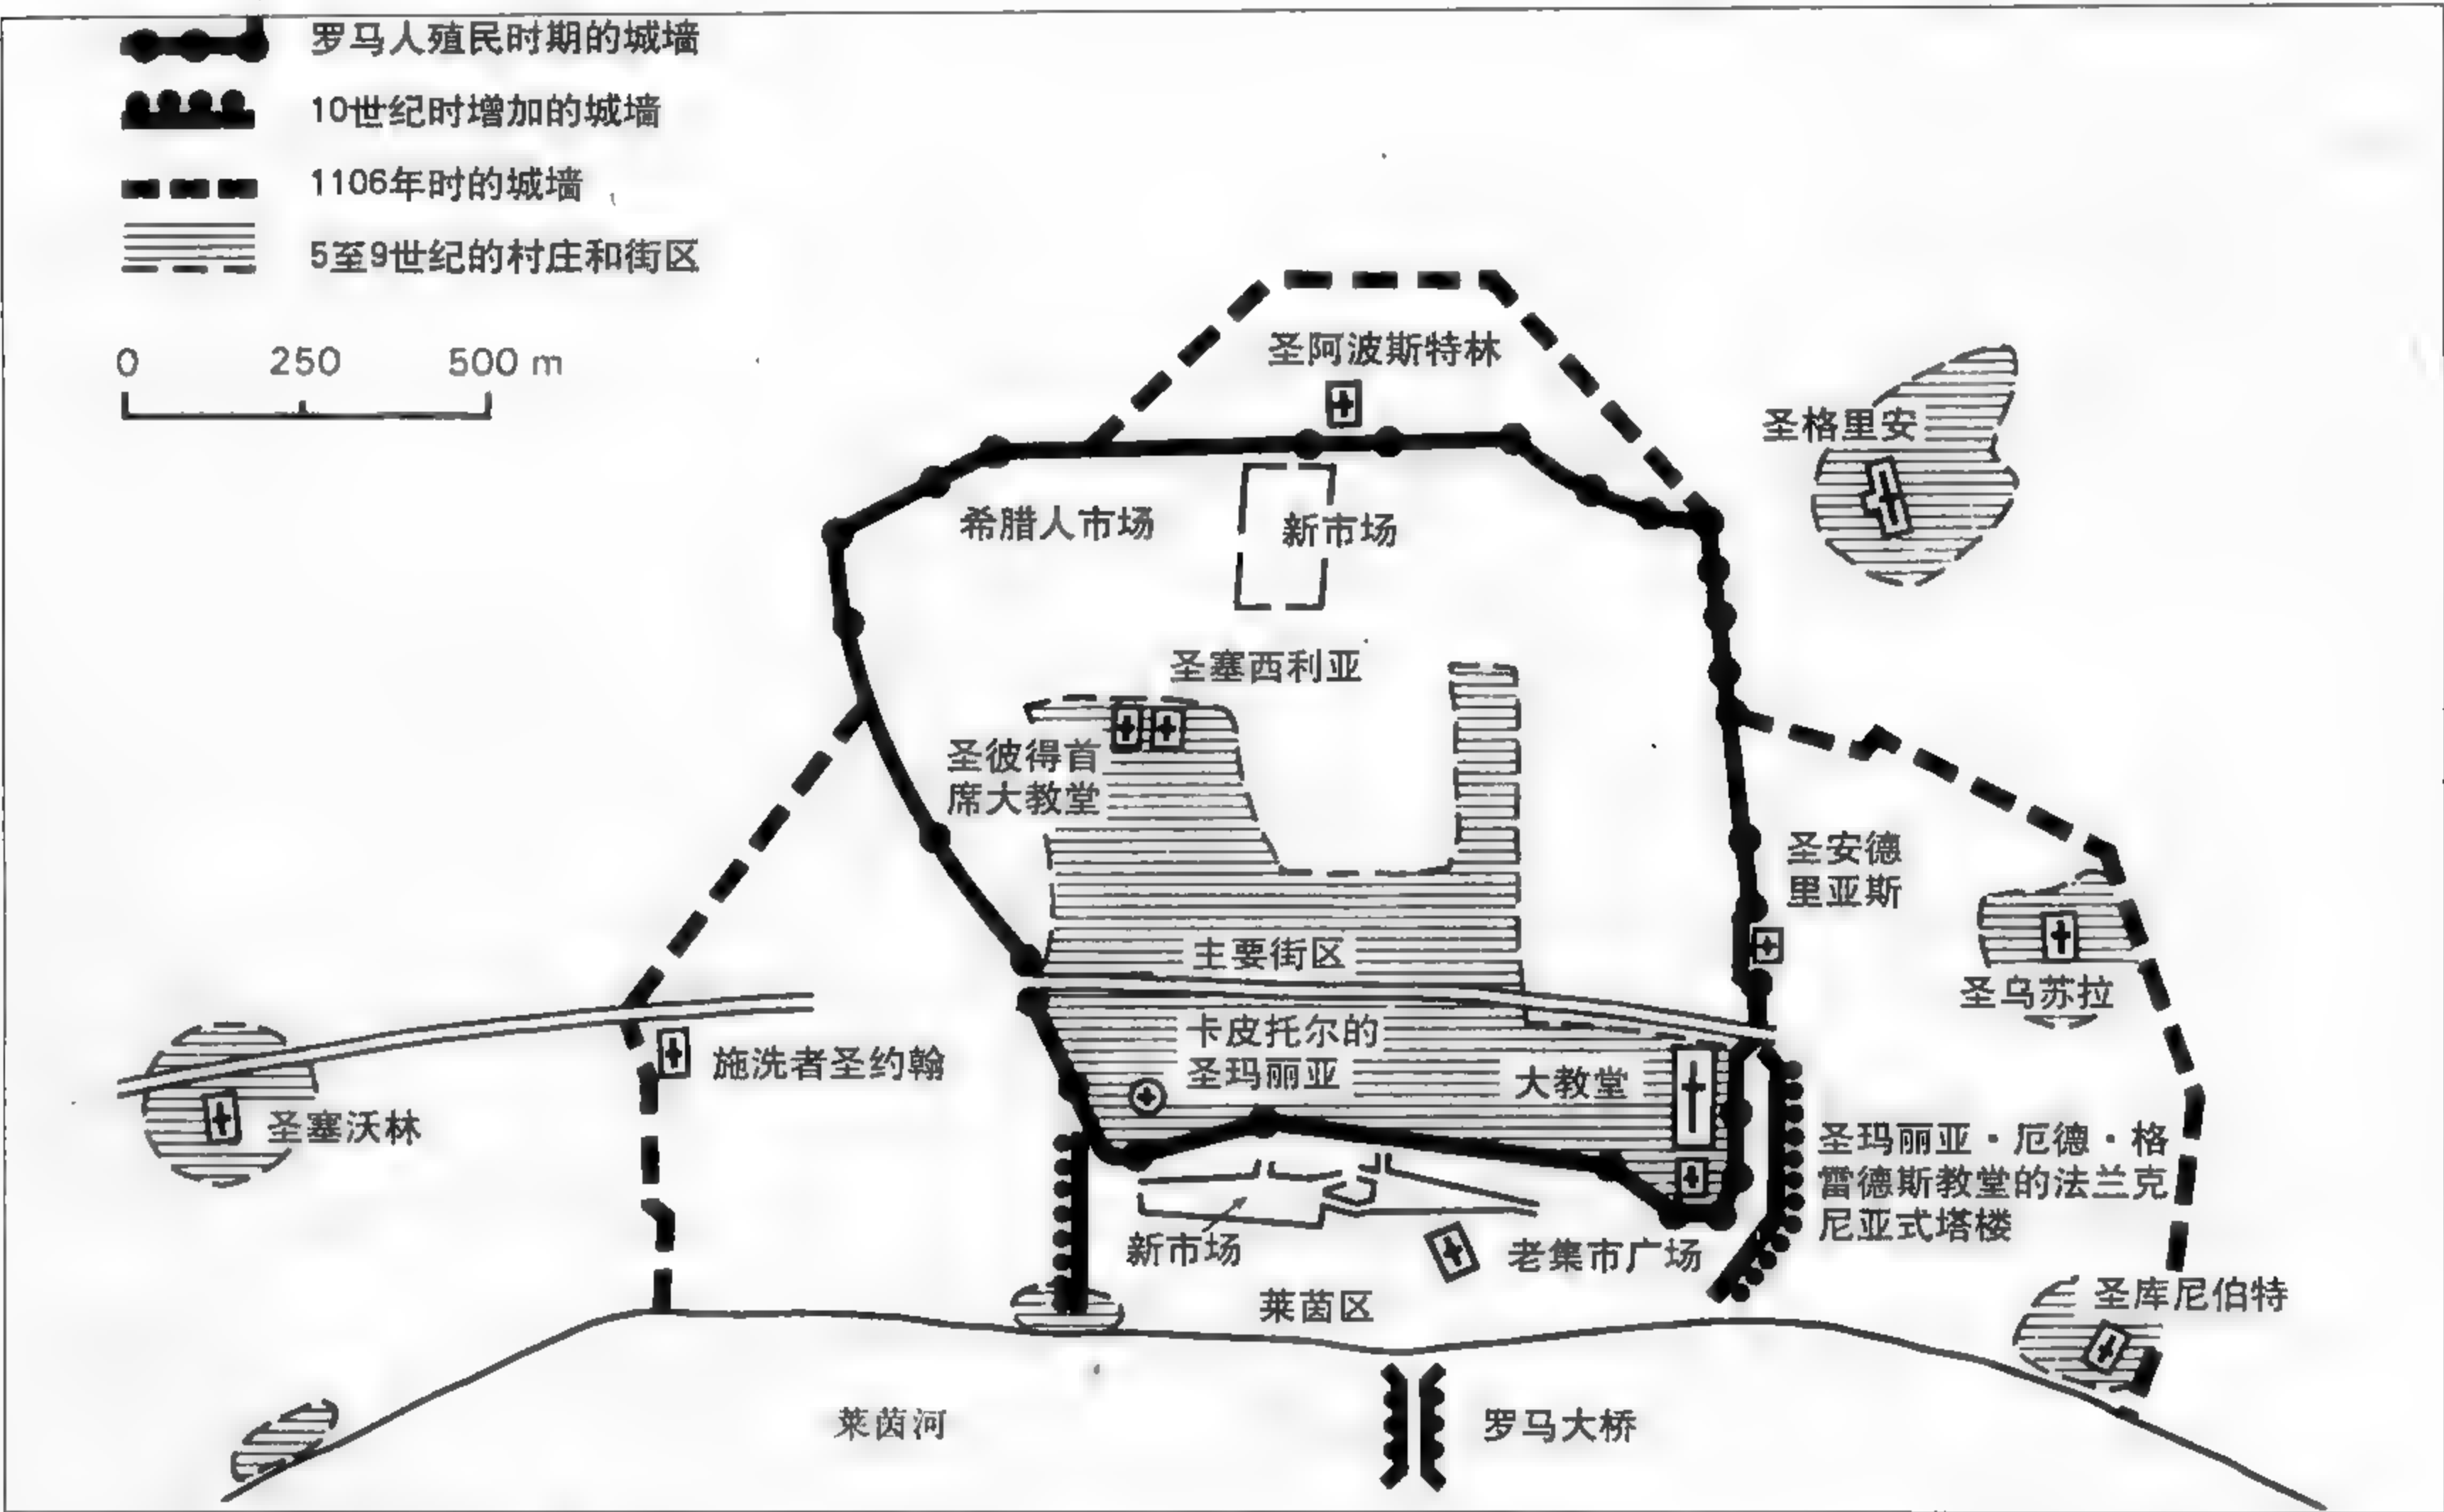 罗马人殖民时期的城墙
10世纪时增加的城墙
1106年时的城墙
5至9世纪的村庄和街区
0 250 500 m
圣阿波斯特林
圣格里安
希腊人市场
新市场
圣塞西利亚
圣彼得首
席大教堂
圣安德
里亚斯
主要街区
圣乌苏拉
卡皮托尔的
圣玛丽亚
施洗者圣约翰
大教堂
圣塞沃林
圣玛丽亚·厄德·格
雷德斯教堂的法兰克
尼亚式塔楼
新市场
老集市广场
莱茵区
圣库尼伯特
莱茵河
罗马大桥